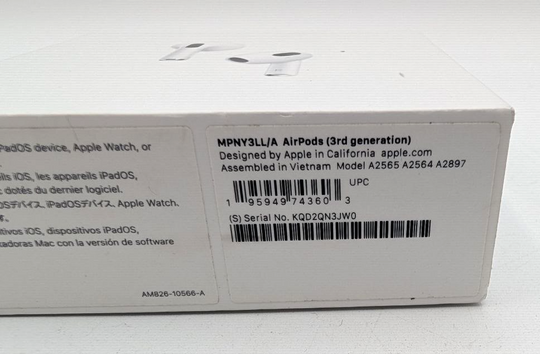 PadOS device, Apple Watch, or
ils iOS, les appareils iPadOS,
dotés du dernier logiciel.
OSデバイス、iPadOSデバイス、Apple Watch、
itivos iOS, dispositivos iPadOS,
adoras Mac con la versión de software
AM828-10566-A
MPNY3LL/A AirPods (3rd generation)
Designed by Apple in California apple.com
Assembled in Vietnam Model A2565 A2564 A2897
UPC
1 95949 74360 3
(S) Serial No. KQD2QN3JW0